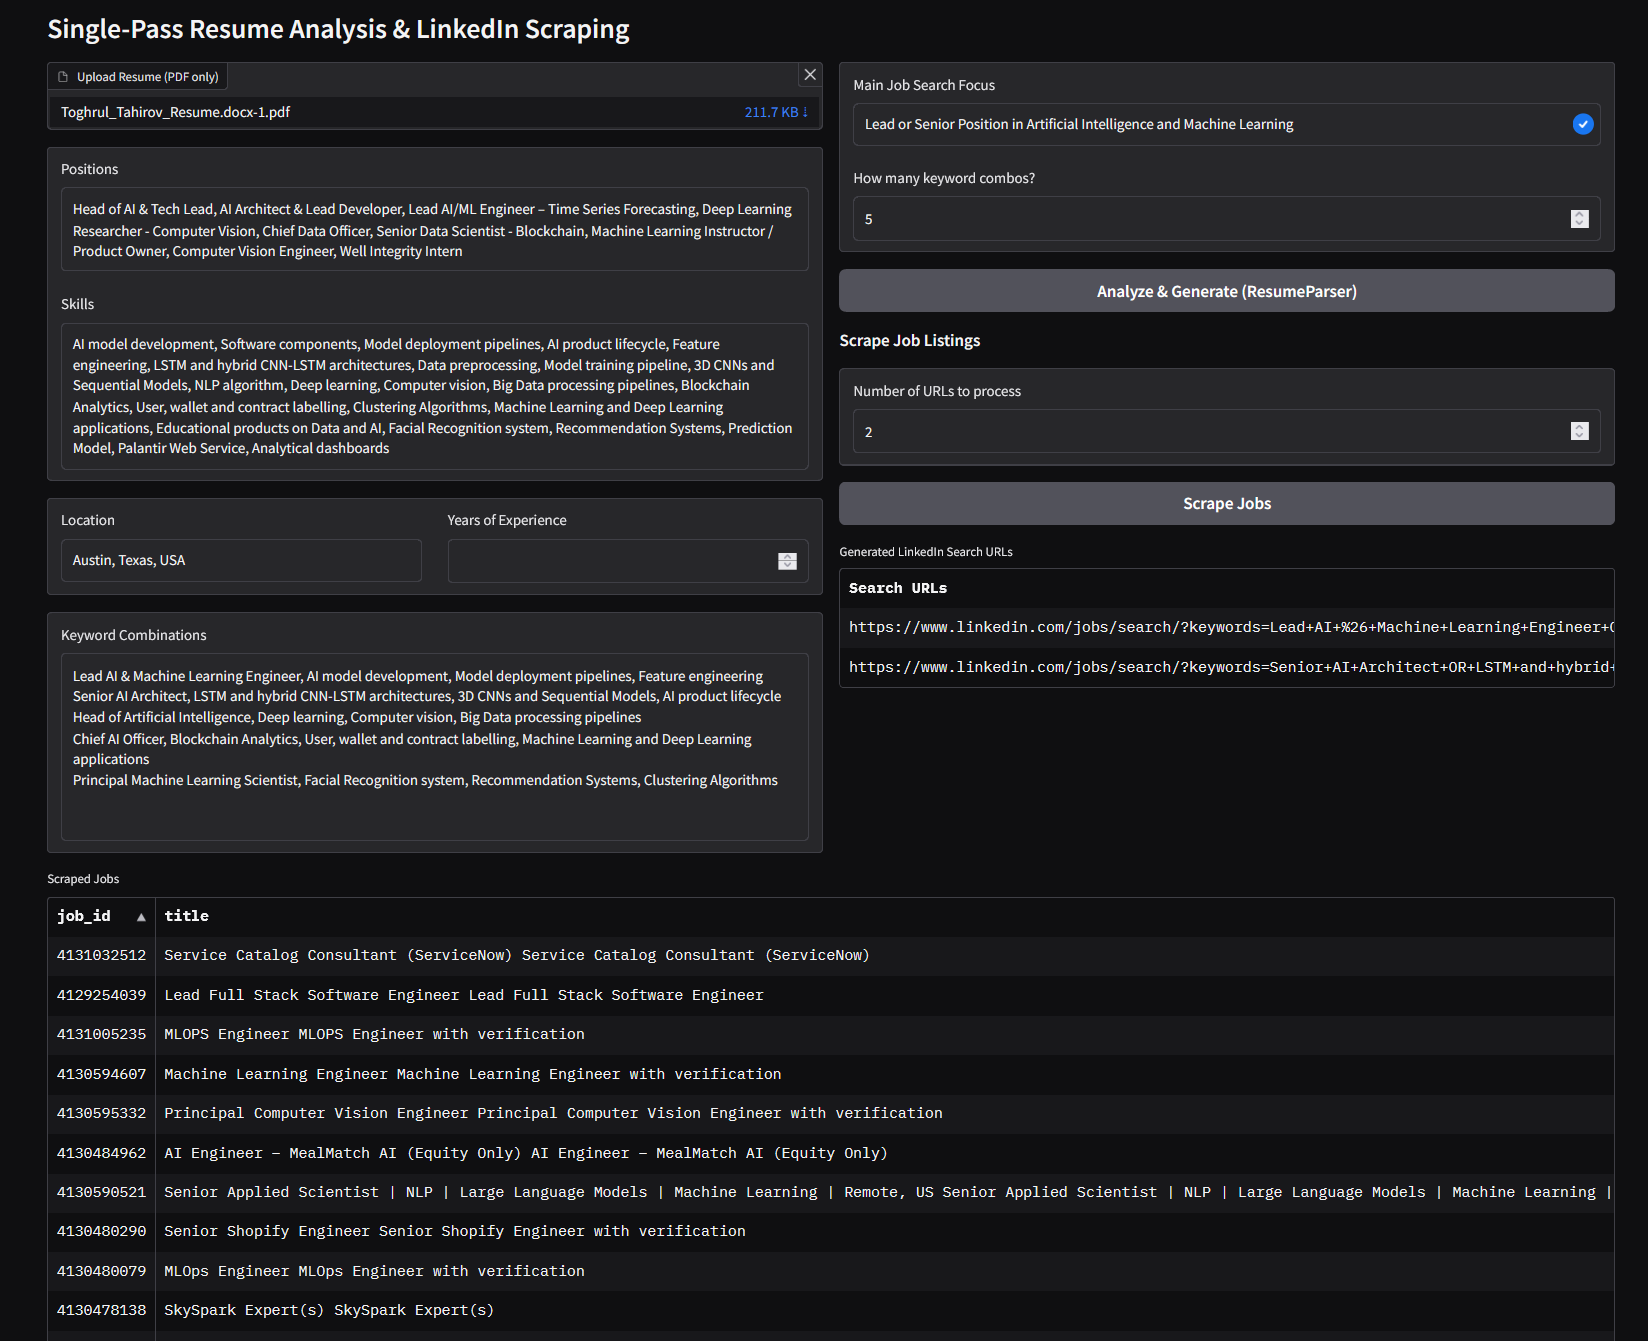 Single-Pass Resume Analysis & LinkedIn Scraping
Upload Resume (PDF only)
Toghrul_Tahirov_Resume.docx-1.pdf
211.7 KB ↓
Positions
Head of AI & Tech Lead, AI Architect & Lead Developer, Lead AI/ML Engineer – Time Series Forecasting, Deep Learning
Researcher - Computer Vision, Chief Data Officer, Senior Data Scientist - Blockchain, Machine Learning Instructor /
Product Owner, Computer Vision Engineer, Well Integrity Intern
Skills
AI model development, Software components, Model deployment pipelines, AI product lifecycle, Feature
engineering, LSTM and hybrid CNN-LSTM architectures, Data preprocessing, Model training pipeline, 3D CNNs and
Sequential Models, NLP algorithm, Deep learning, Computer vision, Big Data processing pipelines, Blockchain
Analytics, User, wallet and contract labelling, Clustering Algorithms, Machine Learning and Deep Learning
applications, Educational products on Data and AI, Facial Recognition system, Recommendation Systems, Prediction
Model, Palantir Web Service, Analytical dashboards
Location
Austin, Texas, USA
Years of Experience
Keyword Combinations
Lead AI & Machine Learning Engineer, AI model development, Model deployment pipelines, Feature engineering
Senior AI Architect, LSTM and hybrid CNN-LSTM architectures, 3D CNNs and Sequential Models, AI product lifecycle
Head of Artificial Intelligence, Deep learning, Computer vision, Big Data processing pipelines
Chief AI Officer, Blockchain Analytics, User, wallet and contract labelling, Machine Learning and Deep Learning
applications
Principal Machine Learning Scientist, Facial Recognition system, Recommendation Systems, Clustering Algorithms
Main Job Search Focus
Lead or Senior Position in Artificial Intelligence and Machine Learning
How many keyword combos?
5
Analyze & Generate (ResumeParser)
Scrape Job Listings
Number of URLs to process
2
Scrape Jobs
Generated LinkedIn Search URLs
Search URLs
https://www.linkedin.com/jobs/search/?keywords=Lead+AI+%26+Machine+Learning+Engineer+O
https://www.linkedin.com/jobs/search/?keywords=Senior+AI+Architect+OR+LSTM+and+hybrid+
Scraped Jobs
job_id ▲ title
4131032512 Service Catalog Consultant (ServiceNow) Service Catalog Consultant (ServiceNow)
4129254039 Lead Full Stack Software Engineer Lead Full Stack Software Engineer
4131005235 MLOPS Engineer MLOPS Engineer with verification
4130594607 Machine Learning Engineer Machine Learning Engineer with verification
4130595332 Principal Computer Vision Engineer Principal Computer Vision Engineer with verification
4130484962 AI Engineer – MealMatch AI (Equity Only) AI Engineer – MealMatch AI (Equity Only)
4130590521 Senior Applied Scientist | NLP | Large Language Models | Machine Learning | Remote, US Senior Applied Scientist | NLP | Large Language Models | Machine Learning |
4130480290 Senior Shopify Engineer Senior Shopify Engineer with verification
4130480079 MLOps Engineer MLOps Engineer with verification
4130478138 SkySpark Expert(s) SkySpark Expert(s)